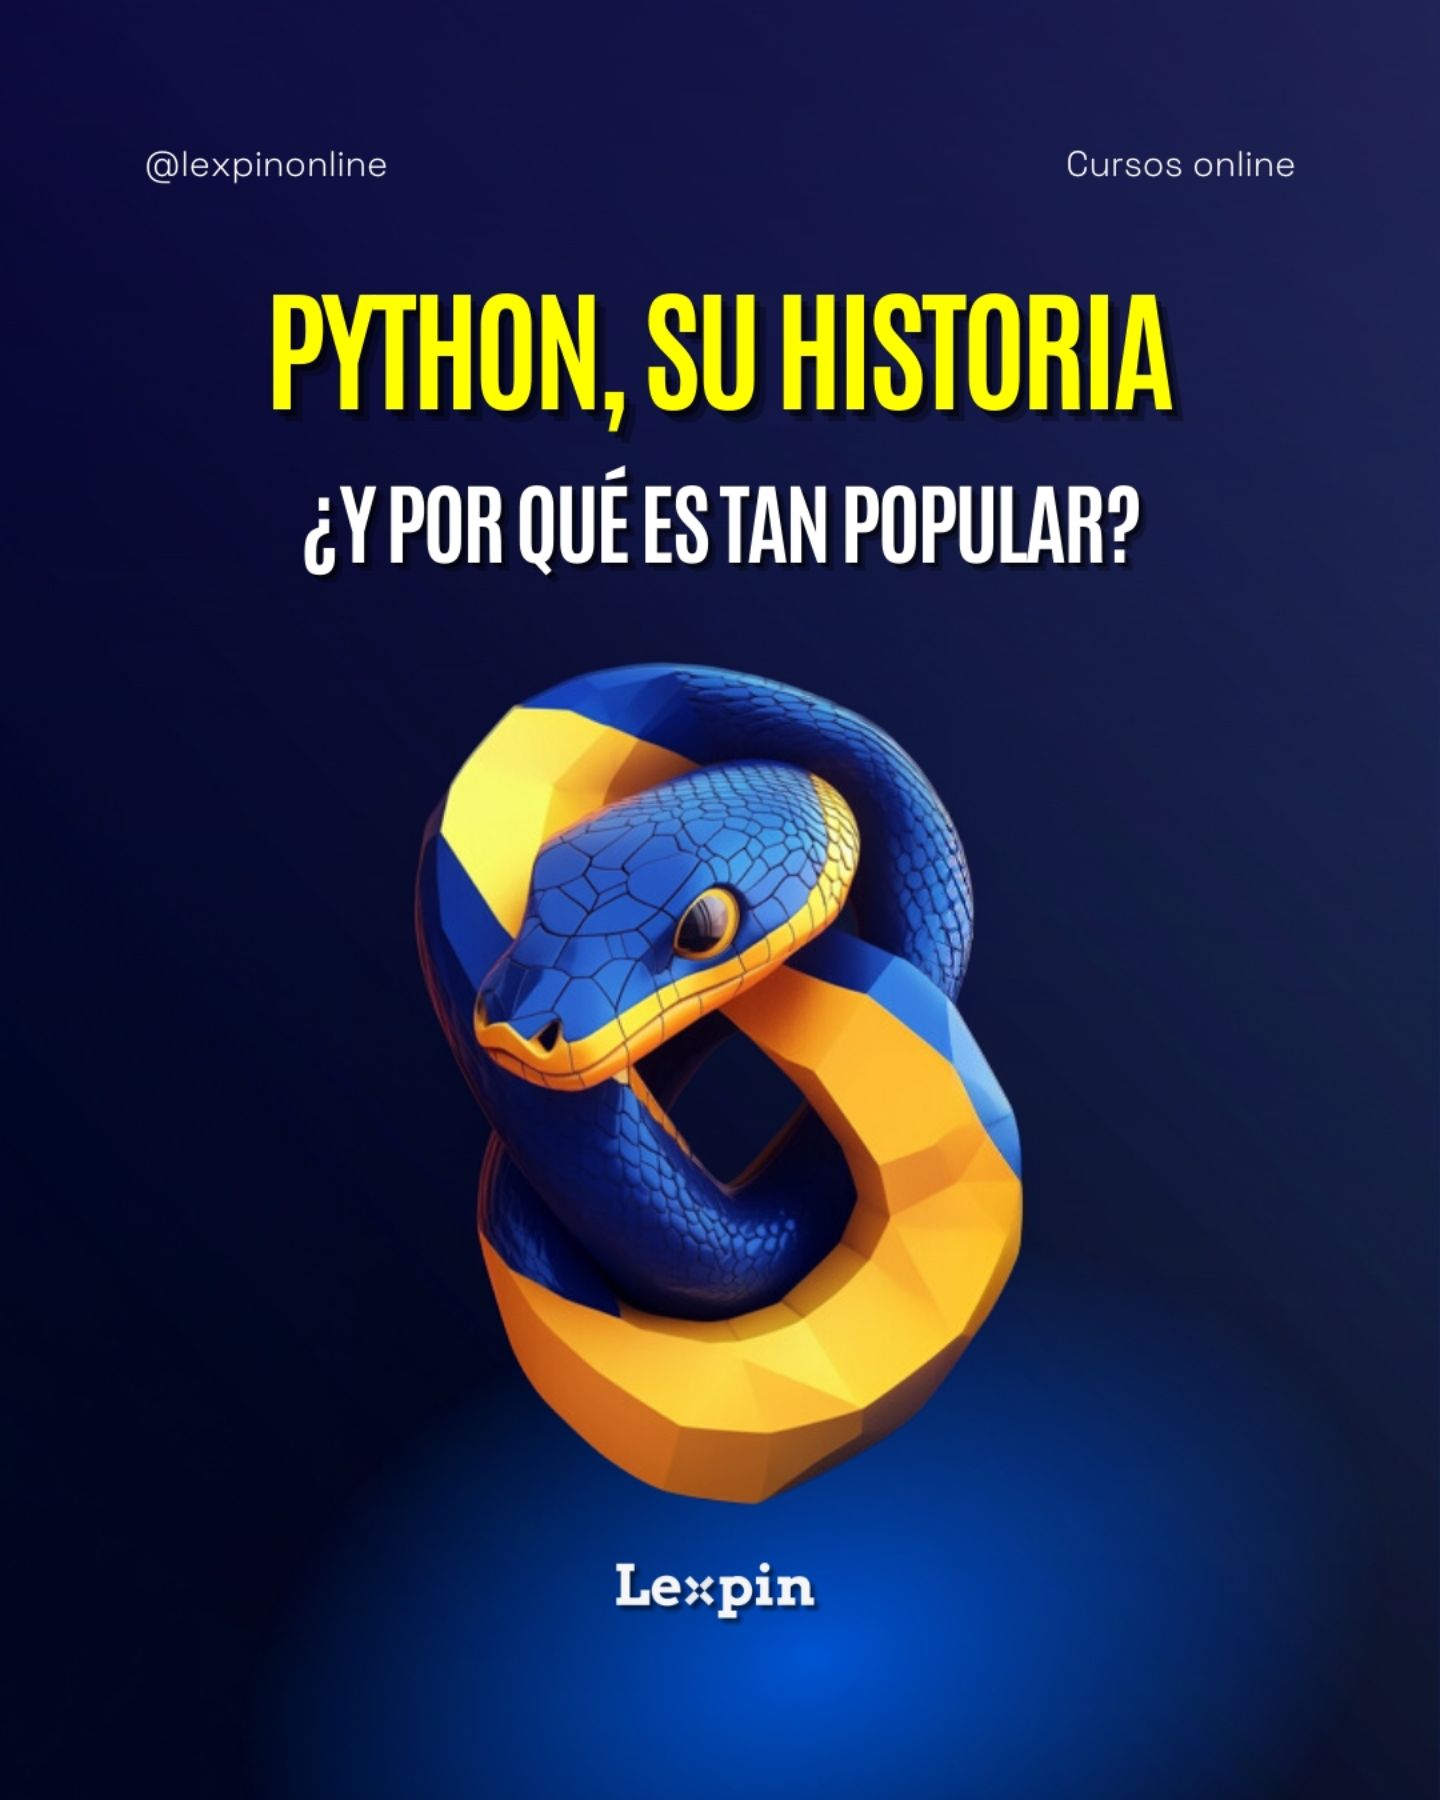 @lexpinonline
Cursos online
PYTHON, SU HISTORIA
¿Y POR QUÉ ES TAN POPULAR?
Lexpin